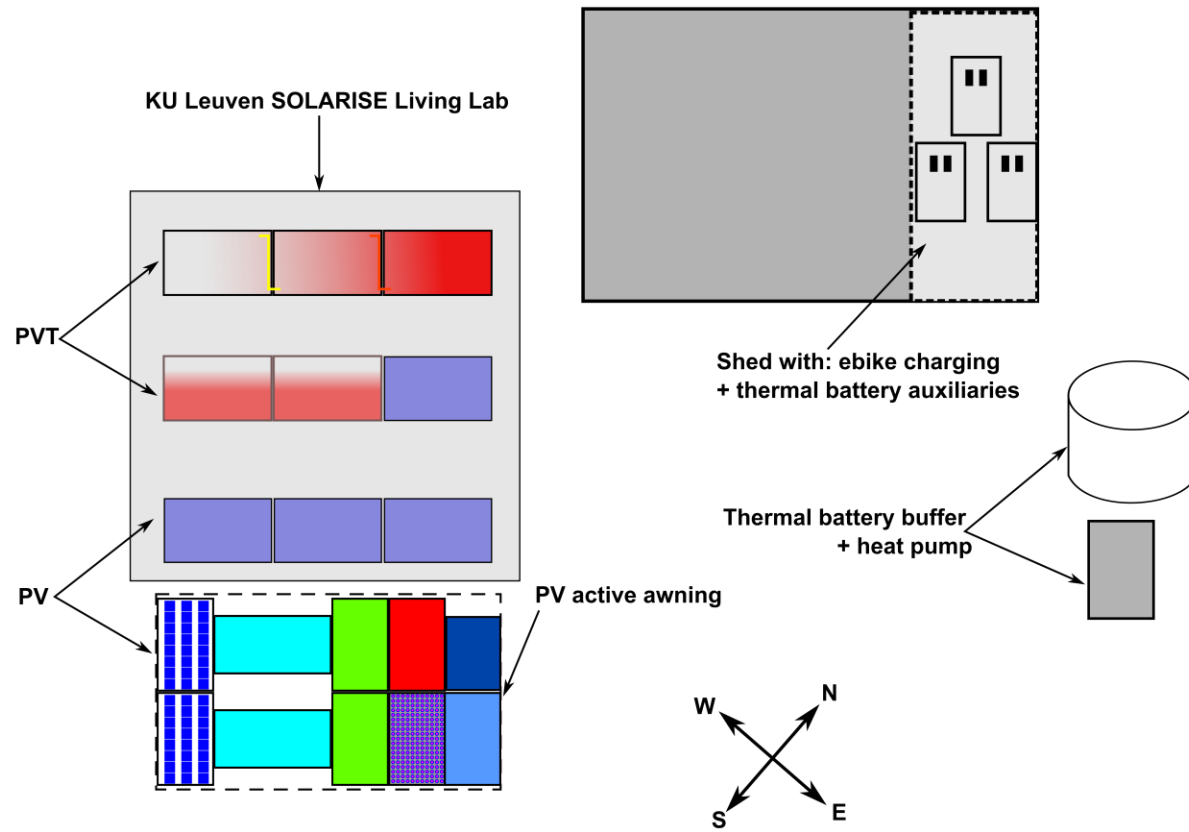 KU Leuven SOLARISE Living Lab
PVT
Shed with: ebike charging
+ thermal battery auxiliaries
Thermal battery buffer
+ heat pump
PV
PV active awning
N
W
S
E